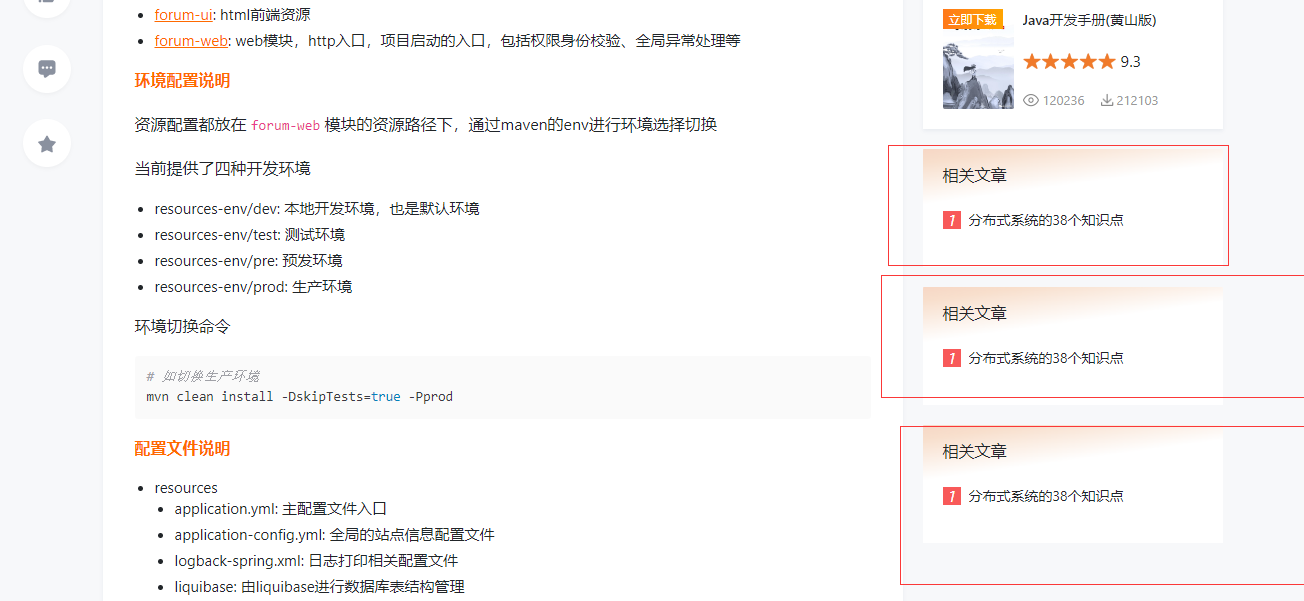 forum-ui: html前端资源
forum-web: web模块，http入口，项目启动的入口，包括权限身份校验、全局异常处理等
环境配置说明
资源配置都放在 forum-web 模块的资源路径下，通过maven的env进行环境选择切换
当前提供了四种开发环境
resources-env/dev: 本地开发环境，也是默认环境
resources-env/test: 测试环境
resources-env/pre: 预发环境
resources-env/prod: 生产环境
环境切换命令
# 如切换生产环境
mvn clean install -DskipTests=true -Pprod
配置文件说明
resources
application.yml: 主配置文件入口
application-config.yml: 全局的站点信息配置文件
logback-spring.xml: 日志打印相关配置文件
liquibase: 由liquibase进行数据库表结构管理
立即下载
Java开发手册(黄山版)
9.3
120236 212103
相关文章
1 分布式系统的38个知识点
相关文章
1 分布式系统的38个知识点
相关文章
1 分布式系统的38个知识点